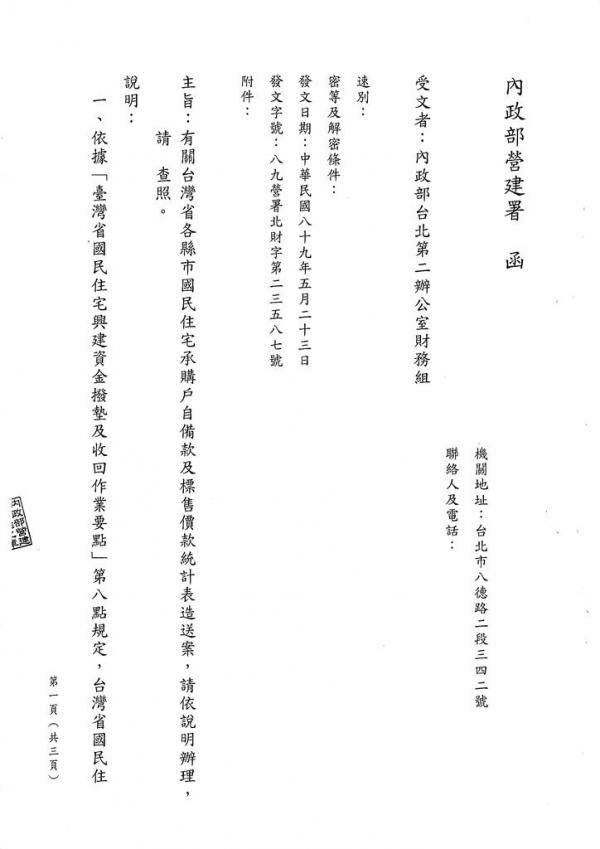 內政部營建署　函
機關地址：台北市八德路二段三四二號
聯絡人及電話：
受文者：內政部台北第二辦公室財務組
速別：
密等及解密條件：
發文日期：中華民國八十九年五月二十三日
發文字號：八九營署北財字第二三五八七號
附件：
主旨：有關台灣省各縣市國民住宅承購戶自備款及標售價款統計表造送案，請依說明辦理，
請　查照。
說明：
一、依據「臺灣省國民住宅興建資金撥墊及收回作業要點」第八點規定，台灣省國民住
內政部營建
第一頁（共三頁）